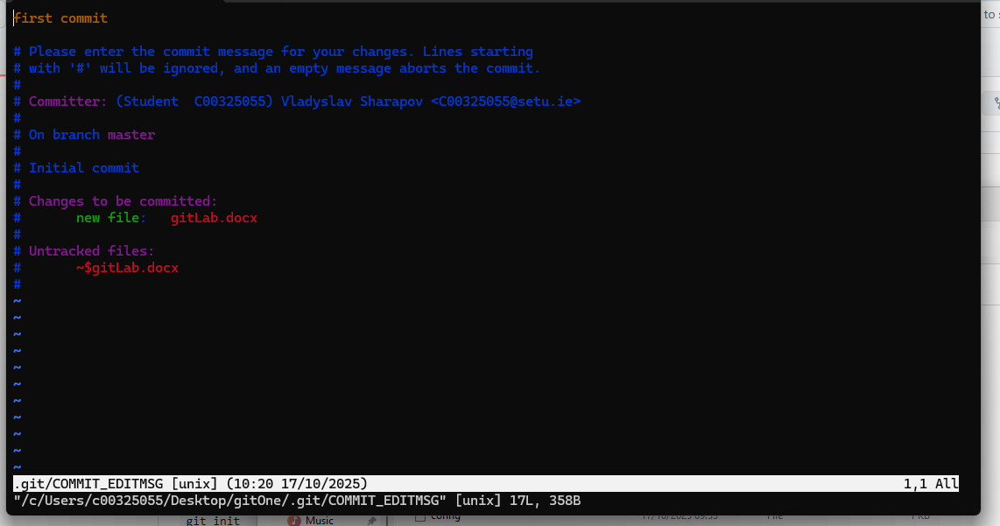 first commit
# Please enter the commit message for your changes. Lines starting
# with '#' will be ignored, and an empty message aborts the commit.
#
# Committer: (Student  C00325055) Vladyslav Sharapov <C00325055@setu.ie>
#
# On branch master
#
# Initial commit
#
# Changes to be committed:
#       new file:   gitLab.docx
#
# Untracked files:
#       ~$gitLab.docx
#
~
~
~
~
~
~
~
~
~
~
~
.git/COMMIT_EDITMSG [unix] (10:20 17/10/2025) 1,1 All
"/c/Users/c00325055/Desktop/gitOne/.git/COMMIT_EDITMSG" [unix] 17L, 358B
to
git init Music config